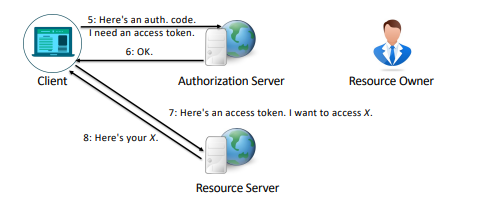 5: Here's an auth. code.
I need an access token.
6: OK.
Client
Authorization Server
Resource Owner
7: Here's an access token. I want to access X.
8: Here's your X.
Resource Server